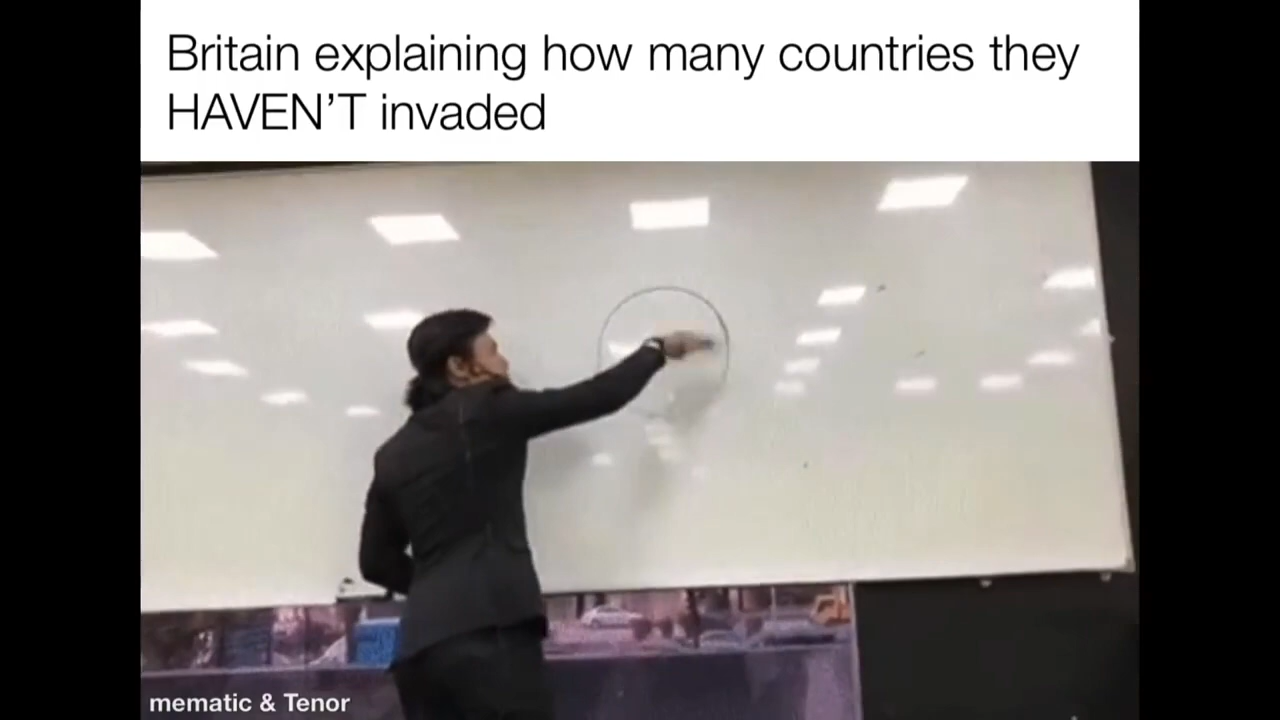 Britain explaining how many countries they
HAVEN’T invaded
mematic & Tenor